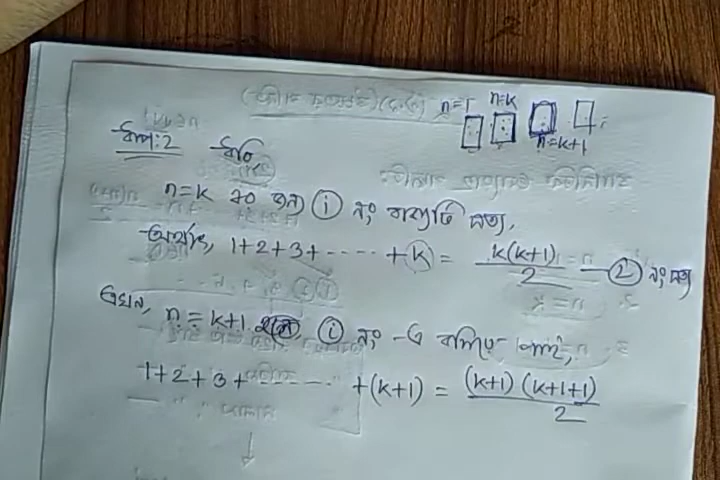 n=1 n=k
n=k+1
ধাপ:2 ধরি
n=k এর জন্য (i) নং বাক্যটি সত্য,
অর্থাৎ, 1+2+3+ ----- +k = k(k+1)/2 — (2) নং সত্য
এখন, n = k+1 হলে, (i) নং -এ বসিয়ে পাই,
1+2+3+ ------- +(k+1) = (k+1)(k+1+1)/2